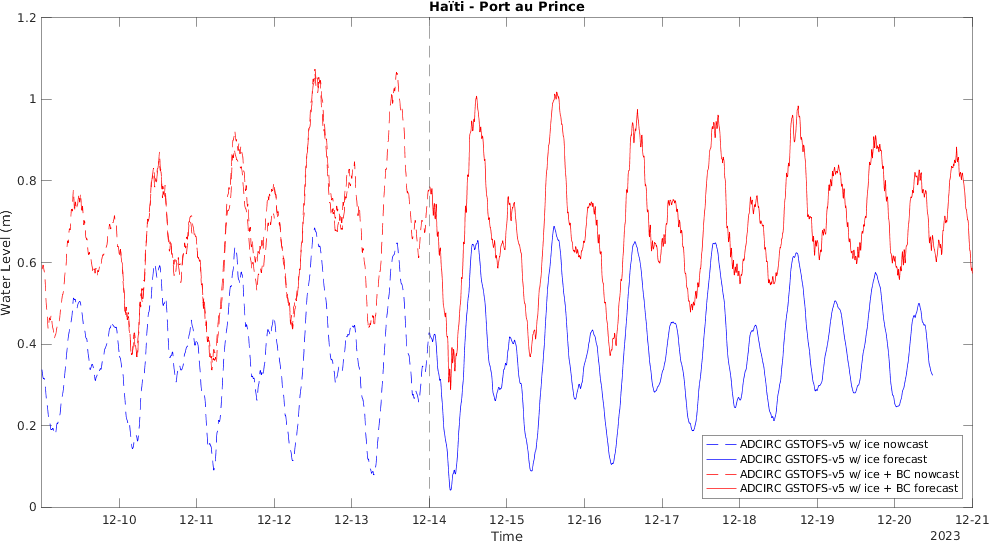 Haïti - Port au Prince
1.2
1
0.8
0.6
0.4
0.2
0
Water Level (m)
ADCIRC GSTOFS-v5 w/ ice nowcast
ADCIRC GSTOFS-v5 w/ ice forecast
ADCIRC GSTOFS-v5 w/ ice + BC nowcast
ADCIRC GSTOFS-v5 w/ ice + BC forecast
12-10 12-11 12-12 12-13 12-14 12-15 12-16 12-17 12-18 12-19 12-20 12-21
Time
2023